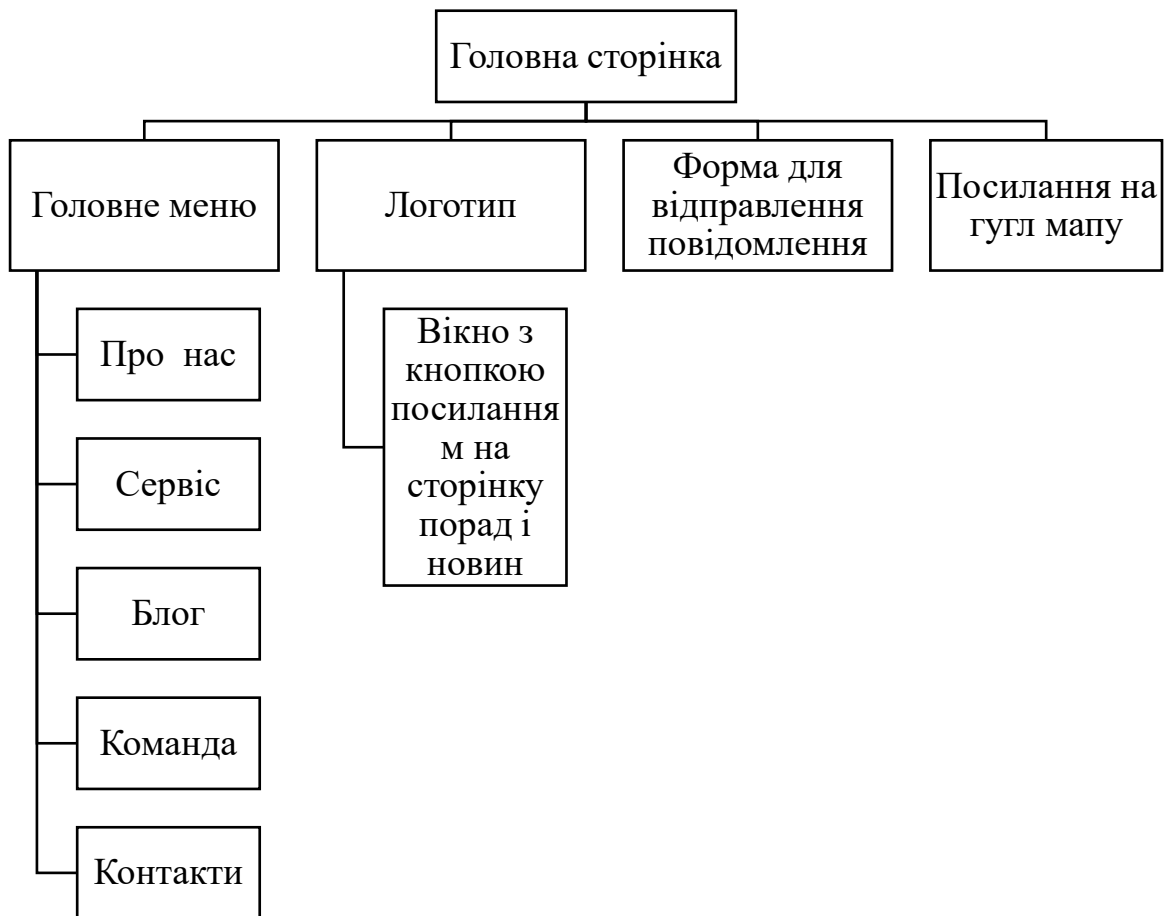 Головна сторінка
Головне меню
Логотип
Форма для
відправлення
повідомлення
Посилання на
гугл мапу
Про нас
Сервіс
Блог
Команда
Контакти
Вікно з
кнопкою
посилання
м на
сторінку
порад і
новин